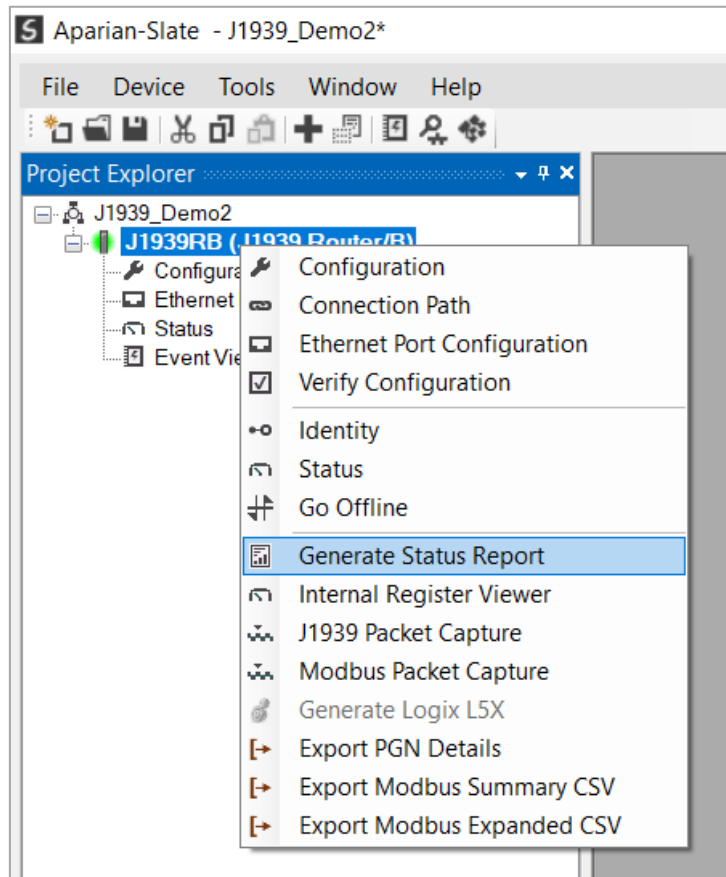 S Aparian-Slate - J1939_Demo2*
File Device Tools Window Help
Project Explorer
J1939_Demo2
J1939RB (J1939 Router/B)
Configura
Ethernet
Status
Event Vie
Configuration
Connection Path
Ethernet Port Configuration
Verify Configuration
Identity
Status
Go Offline
Generate Status Report
Internal Register Viewer
J1939 Packet Capture
Modbus Packet Capture
Generate Logix L5X
Export PGN Details
Export Modbus Summary CSV
Export Modbus Expanded CSV